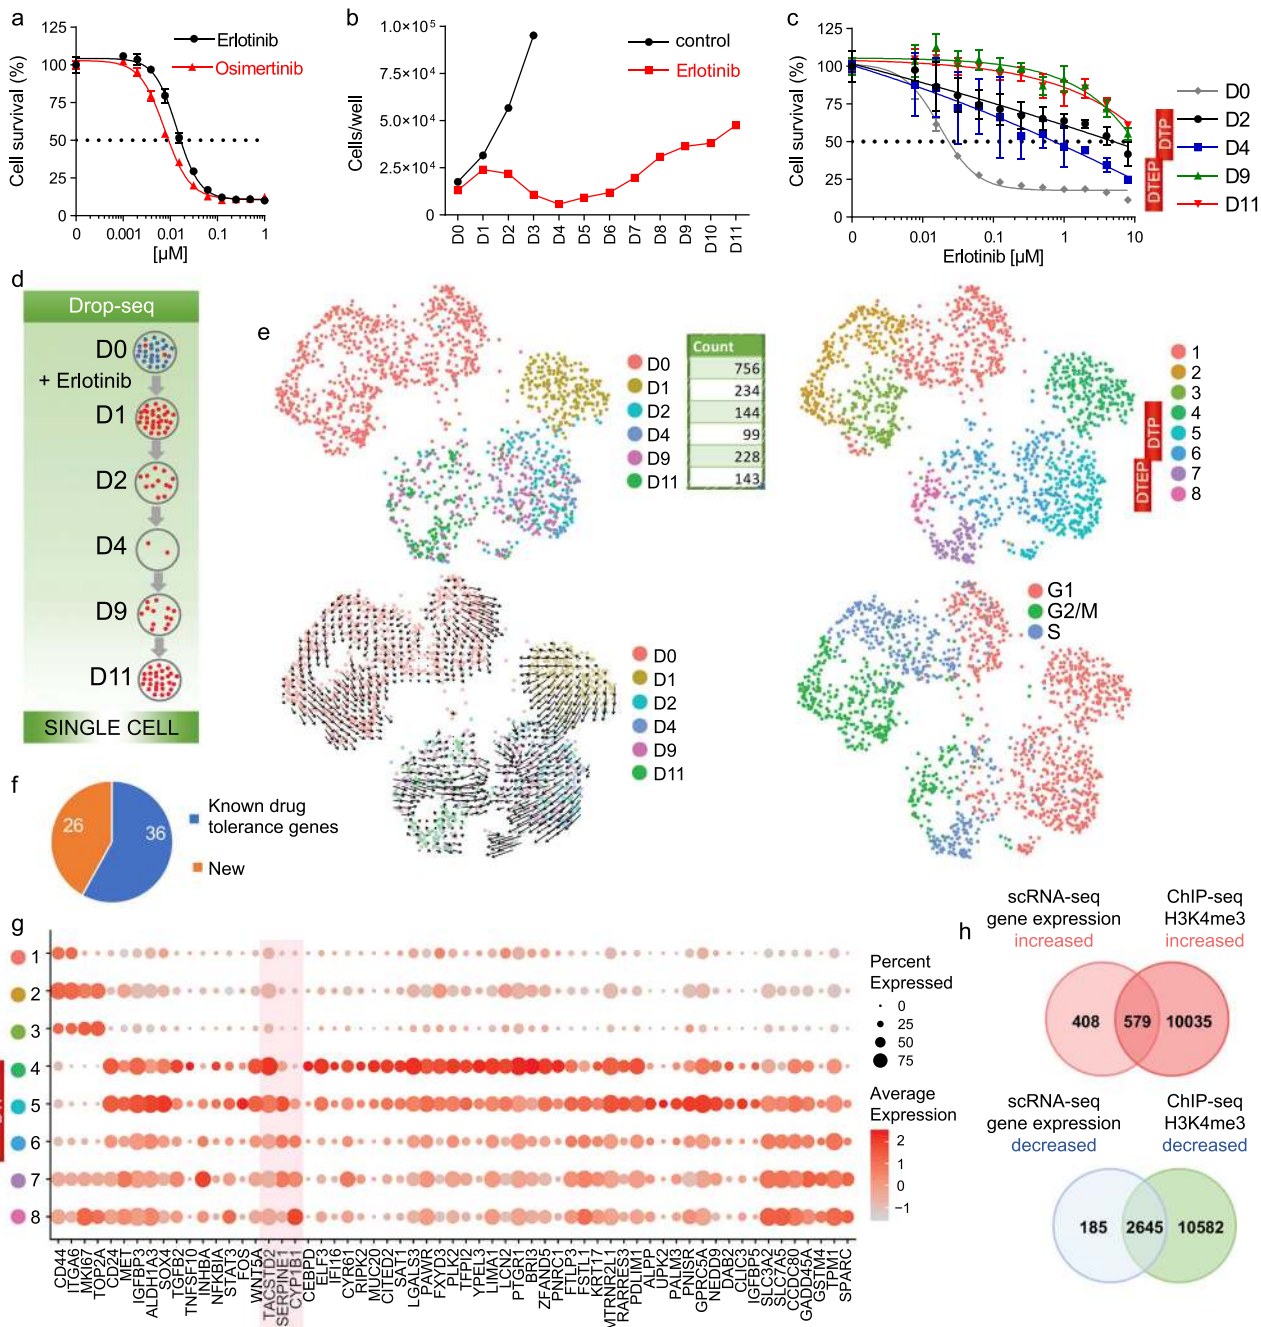 a
125
100
75
50
25
0
Cell survival (%)
Erlotinib
Osimertinib
0
0.001
0.01
0.1
1
[µM]
b
1.0×10⁵
7.5×10⁴
5.0×10⁴
2.5×10⁴
0
Cells/well
control
Erlotinib
D0
D1
D2
D3
D4
D5
D6
D7
D8
D9
D10
D11
c
125
100
75
50
25
0
Cell survival (%)
0
0.01
0.1
1
10
Erlotinib [µM]
D0
D2
D4
D9
D11
DTP
DTEP
d
Drop-seq
D0
+ Erlotinib
D1
D2
D4
D9
D11
SINGLE CELL
e
D0
D1
D2
D4
D9
D11
Count
756
234
144
99
228
143
1
2
3
4
5
6
7
8
DTP
DTEP
D0
D1
D2
D4
D9
D11
G1
G2/M
S
f
26
36
Known drug
tolerance genes
New
g
1
2
3
4
5
6
7
8
CD44
ITGA6
MKI67
TOP2A
CD24
MET
IGFBP3
ALDH1A3
SOX4
TGFB2
TNFSF10
INHBA
NFKBIA
STAT3
FOS
WNT5A
TACSTD2
SERPINE1
CYP1B1
CEBPD
ELF3
IFI16
CYR61
RIPK2
MUC20
CITED2
SAT1
LGALS3
PAWR
FXYD3
PLK2
TFPI2
YPEL3
LIMA1
LCN2
PTGR1
BRI3
ZFAND5
PNRC1
FTLP3
FSTL1
KRT17
MTRNR2L1
RARRES3
PDLIM1
ALPP
UPK2
PALM3
PNISR
GPRC5A
NEDD9
DAB2
CLIC3
IGFBP5
SLC3A2
SLC7A5
CCDC80
GADD45A
GSTM4
TPM1
SPARC
Percent
Expressed
0
25
50
75
Average
Expression
2
1
0
−1
h
scRNA-seq
gene expression
increased
ChIP-seq
H3K4me3
increased
408
579
10035
scRNA-seq
gene expression
decreased
ChIP-seq
H3K4me3
decreased
185
2645
10582